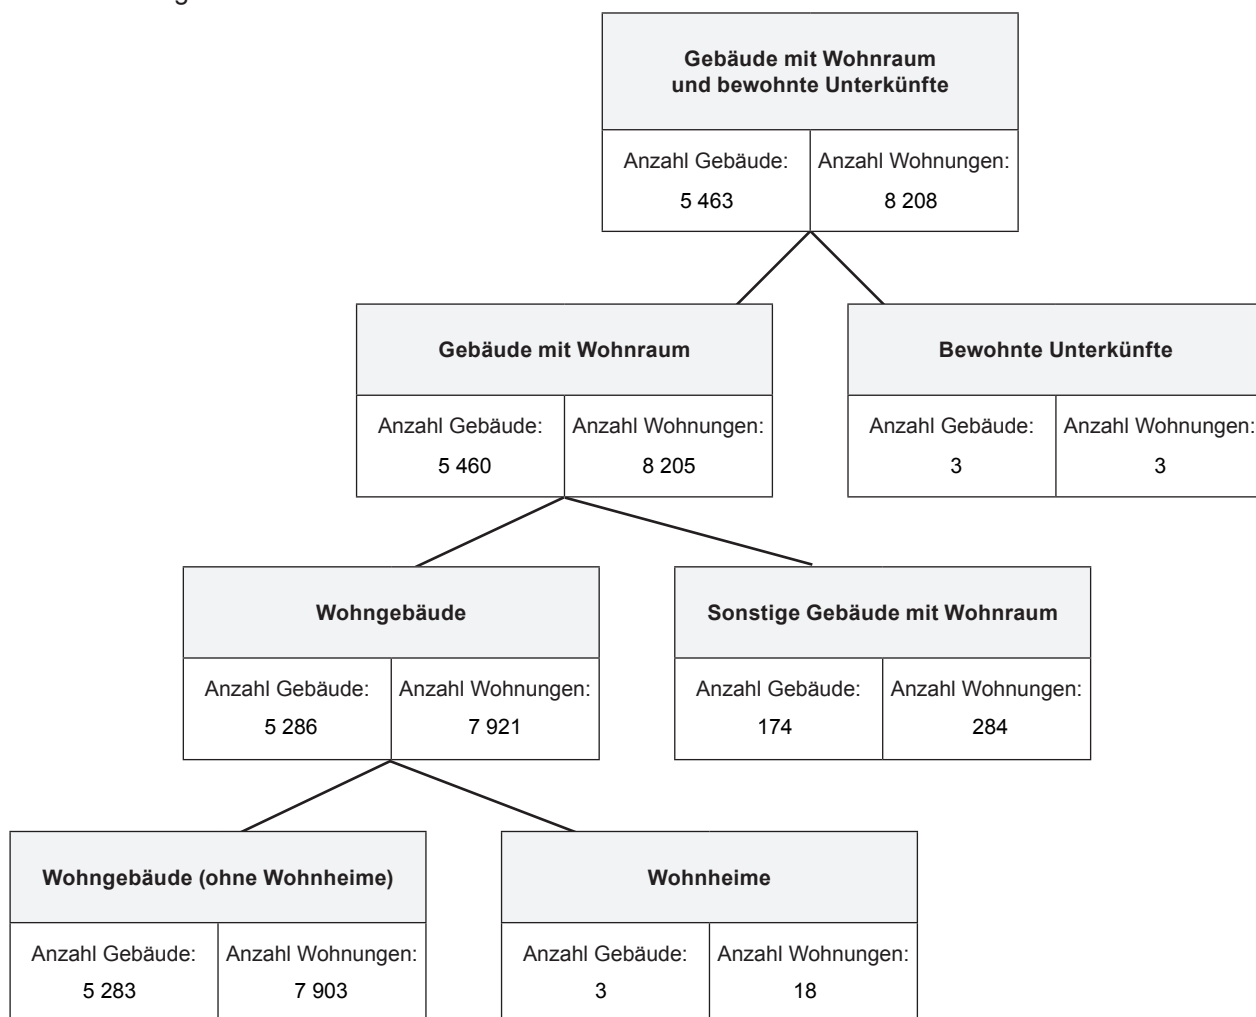 Gebäude mit Wohnraum
und bewohnte Unterkünfte
Anzahl Gebäude: Anzahl Wohnungen:
5 463 8 208
Gebäude mit Wohnraum Bewohnte Unterkünfte
Anzahl Gebäude: Anzahl Wohnungen: Anzahl Gebäude: Anzahl Wohnungen:
5 460 8 205 3 3
Wohngebäude Sonstige Gebäude mit Wohnraum
Anzahl Gebäude: Anzahl Wohnungen: Anzahl Gebäude: Anzahl Wohnungen:
5 286 7 921 174 284
Wohngebäude (ohne Wohnheime) Wohnheime
Anzahl Gebäude: Anzahl Wohnungen: Anzahl Gebäude: Anzahl Wohnungen:
5 283 7 903 3 18